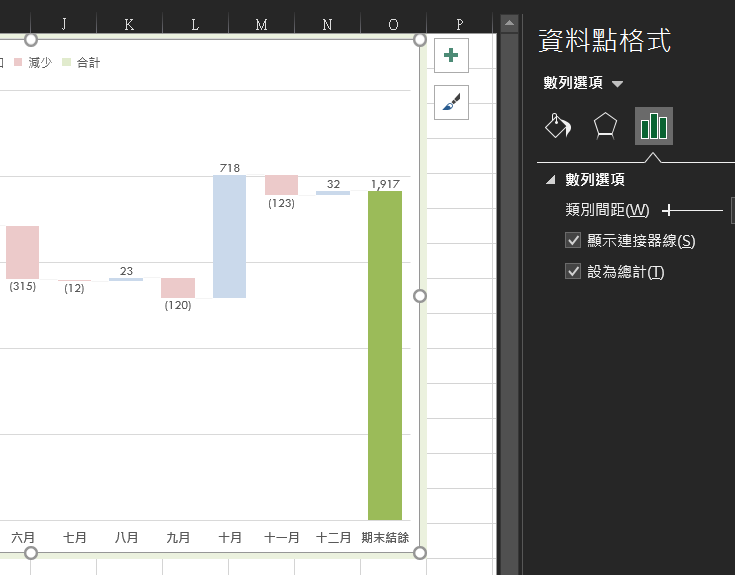 J K L M N O P
減少 合計
718
32
1,917
(123)
23
(315)
(12)
(120)
六月 七月 八月 九月 十月 十一月 十二月 期末結餘
資料點格式
數列選項
數列選項
類別間距(W)
顯示連接器線(S)
設為總計(T)